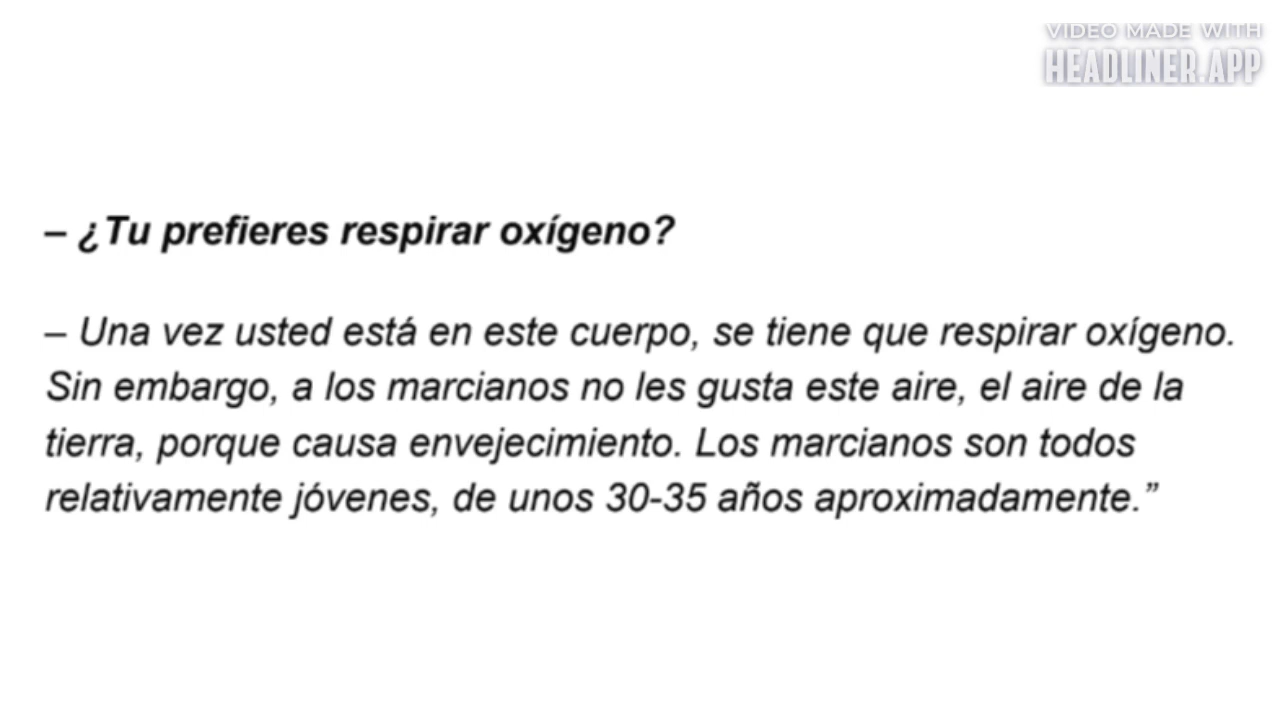 VIDEO MADE WITH
HEADLINER.APP
– ¿Tu prefieres respirar oxígeno?
– Una vez usted está en este cuerpo, se tiene que respirar oxígeno.
Sin embargo, a los marcianos no les gusta este aire, el aire de la
tierra, porque causa envejecimiento. Los marcianos son todos
relativamente jóvenes, de unos 30-35 años aproximadamente.”